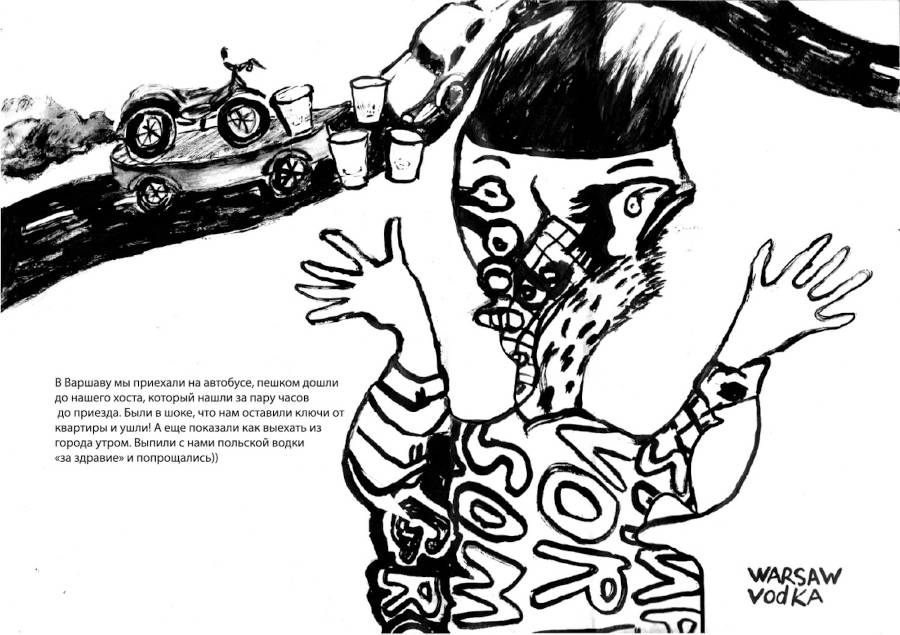 В Варшаву мы приехали на автобусе, пешком дошли
до нашего хоста, который нашли за пару часов
до приезда. Были в шоке, что нам оставили ключи от
квартиры и ушли! А еще показали как выехать из
города утром. Выпили с нами польской водки
«за здравие» и попрощались))
SOM
VOR
WARSAW
VODKA